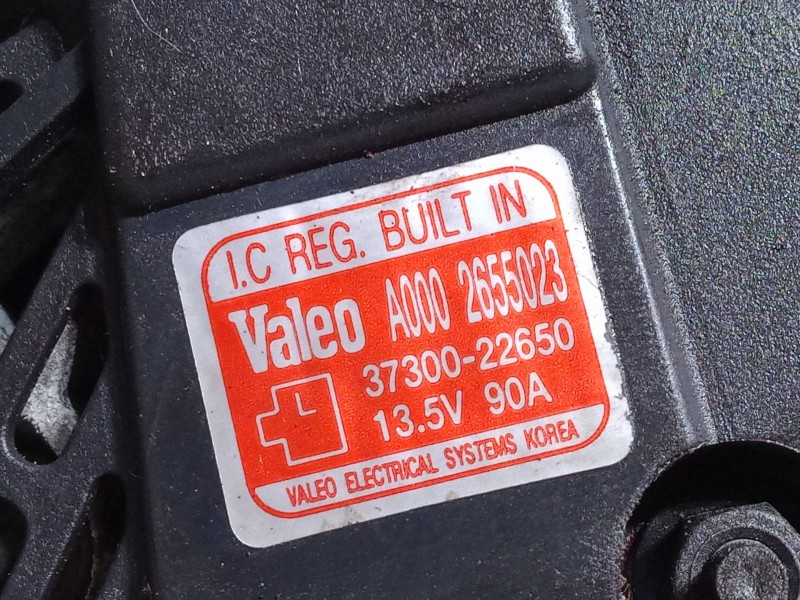 I.C REG. BUILT IN
Valeo A000 2655023
37300-22650
L 13.5V 90A
VALEO ELECTRICAL SYSTEMS KOREA